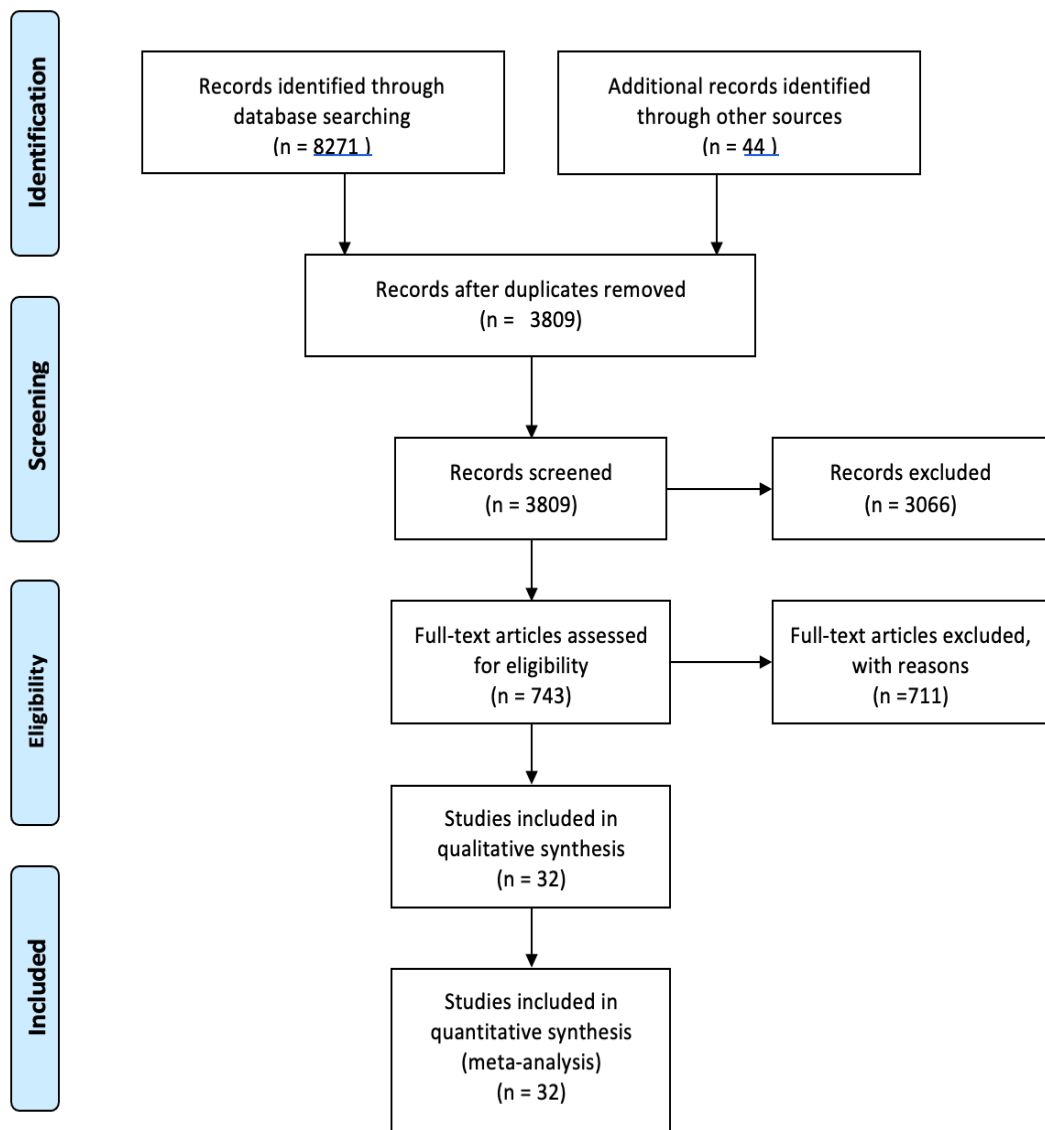 Identification
Records identified through
database searching
(n = 8271 )
Additional records identified
through other sources
(n = 44 )
Records after duplicates removed
(n =   3809)
Screening
Records screened
(n = 3809)
Records excluded
(n = 3066)
Eligibility
Full-text articles assessed
for eligibility
(n = 743)
Full-text articles excluded,
with reasons
(n =711)
Studies included in
qualitative synthesis
(n = 32)
Included
Studies included in
quantitative synthesis
(meta-analysis)
(n = 32)